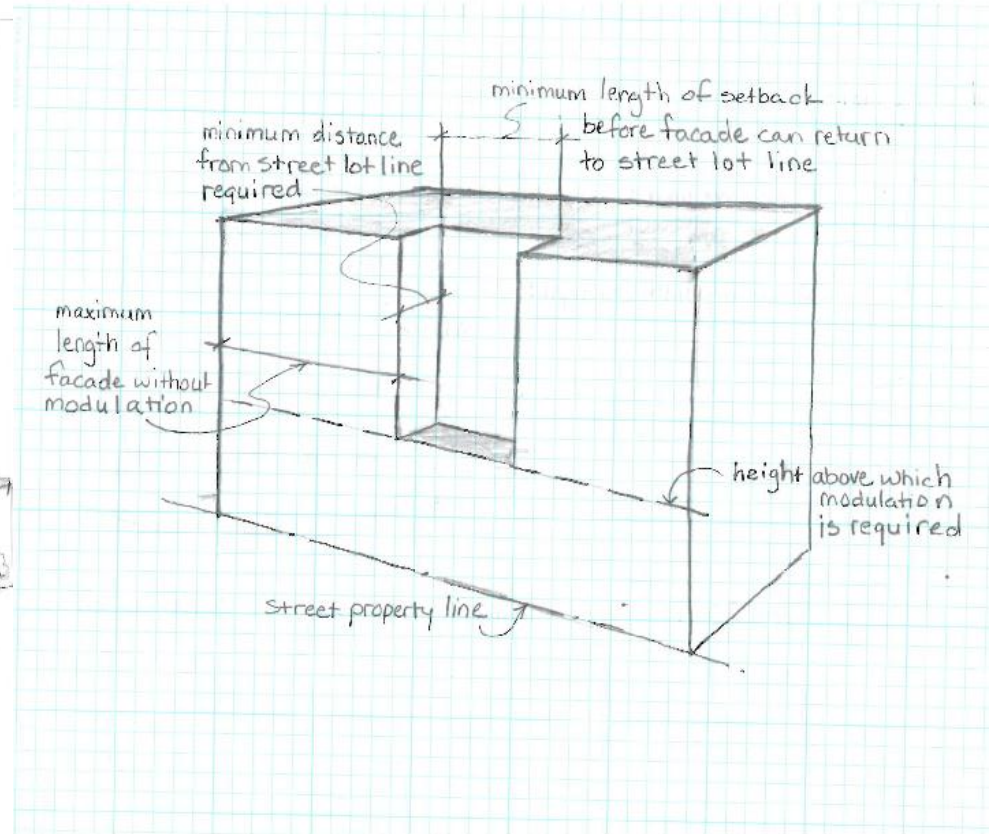 minimum length of setback
before facade can return
to street lot line
minimum distance
from street lot line
required
maximum
length of
facade without
modulation
height above which
modulation
is required
street property line